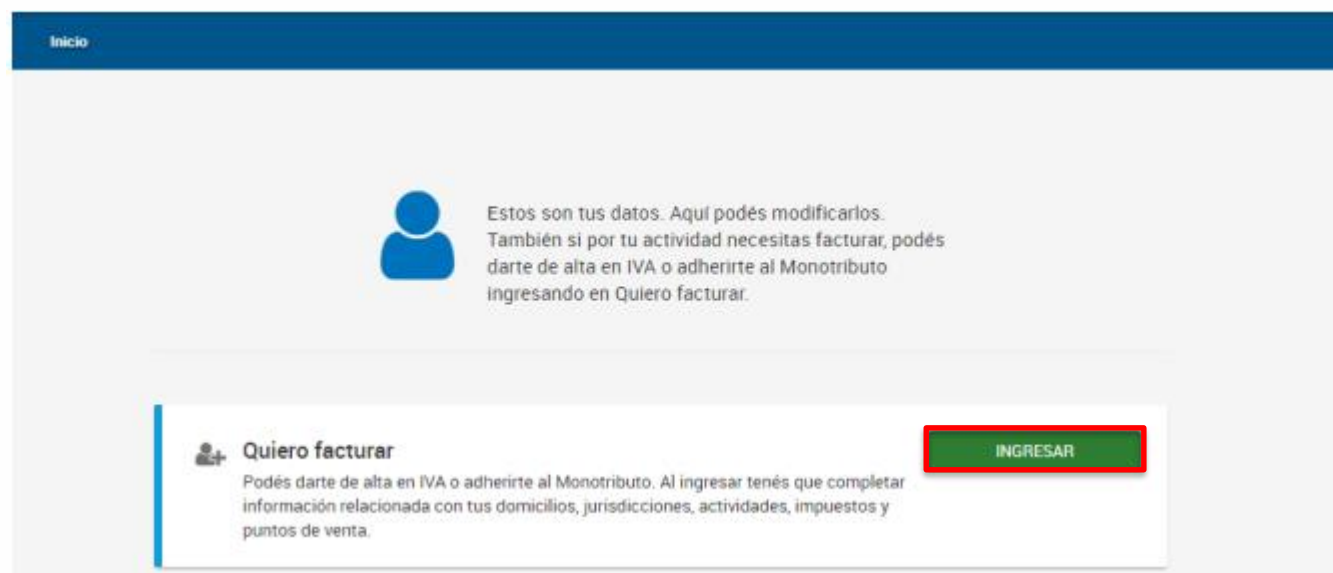 Inicio
Estos son tus datos. Aquí podés modificarlos.
También si por tu actividad necesitas facturar, podés
darte de alta en IVA o adherirte al Monotributo
ingresando en Quiero facturar.
Quiero facturar
INGRESAR
Podés darte de alta en IVA o adherirte al Monotributo. Al ingresar tenés que completar
información relacionada con tus domicilios, jurisdicciones, actividades, impuestos y
puntos de venta.